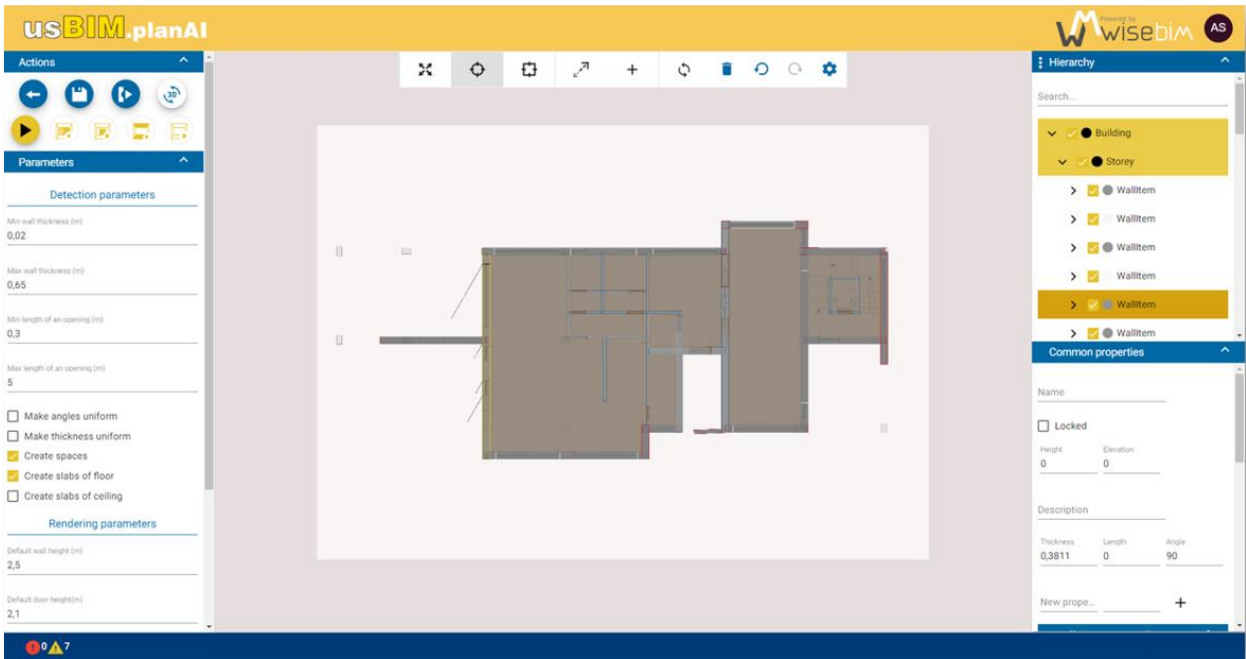 usBIM.planAI
Powered by
wisebim
AS
Actions
3D
Parameters
Detection parameters
Min wall thickness (m)
0,02
Max wall thickness (m)
0,65
Min length of an opening (m)
0,3
Max length of an opening (m)
5
Make angles uniform
Make thickness uniform
Create spaces
Create slabs of floor
Create slabs of ceiling
Rendering parameters
Default wall height (m)
2,5
Default door height(m)
2,1
0 7
Hierarchy
Search...
Building
Storey
WallItem
WallItem
WallItem
WallItem
WallItem
WallItem
Common properties
Name
Locked
Height Elevation
0 0
Description
Thickness Length Angle
0,3811 0 90
New prope...